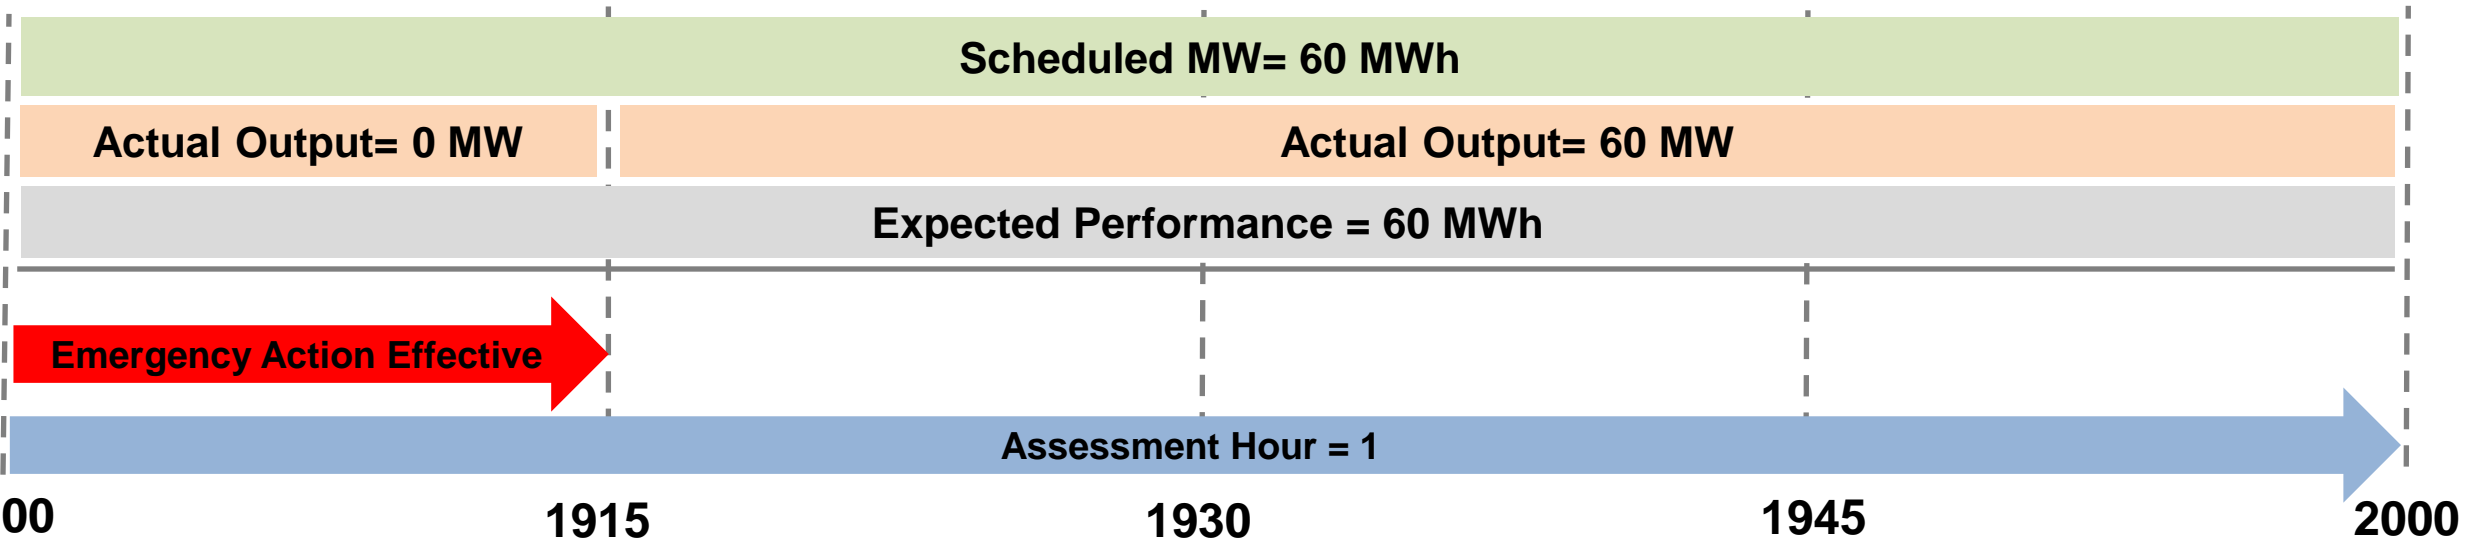 Scheduled MW= 60 MWh
Actual Output= 0 MW
Actual Output= 60 MW
Expected Performance = 60 MWh
Emergency Action Effective
Assessment Hour = 1
00 1915 1930 1945 2000